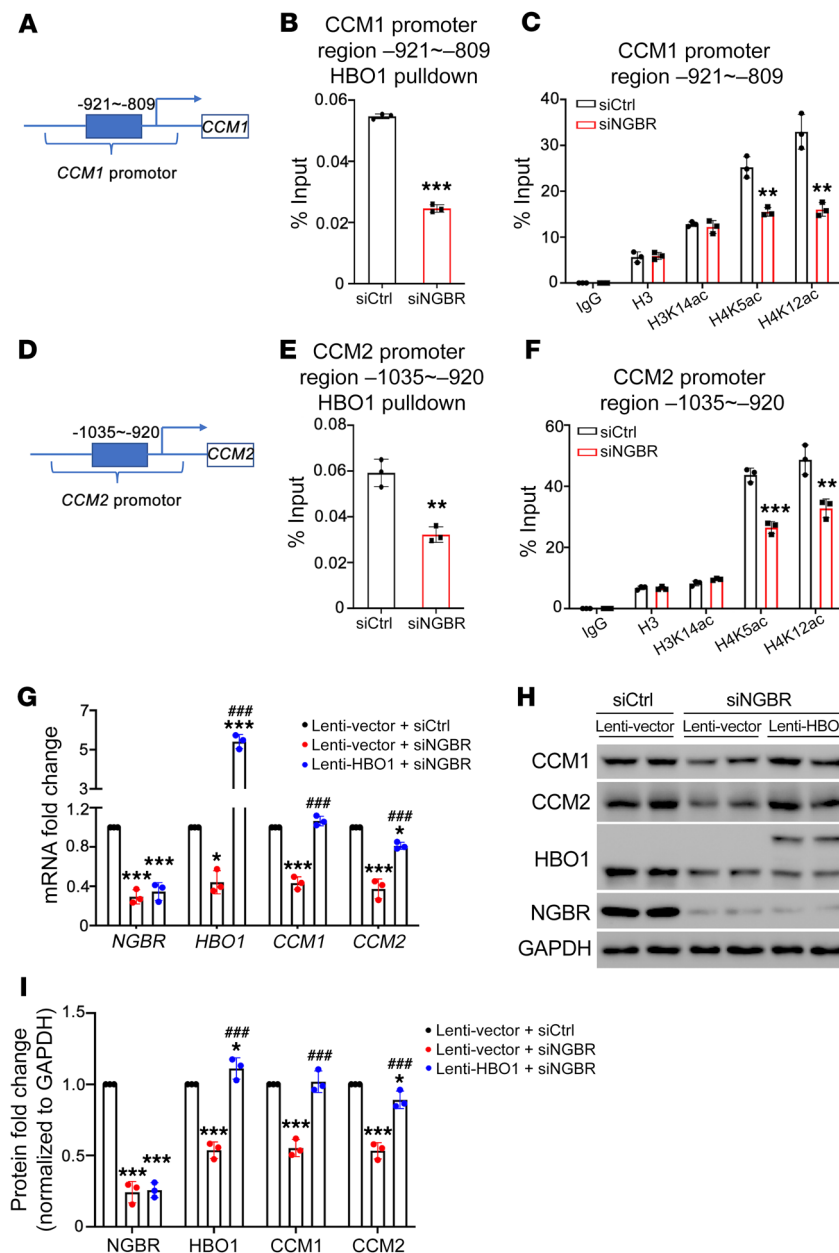 A
-921~-809
CCM1
CCM1 promotor
B
CCM1 promoter
region –921~–809
HBO1 pulldown
% Input
0.06
0.04
0.02
0
***
siCtrl
siNGBR
C
CCM1 promoter
region –921~–809
% Input
40
30
20
10
0
siCtrl
siNGBR
**
**
IgG
H3
H3K14ac
H4K5ac
H4K12ac
D
-1035~-920
CCM2
CCM2 promotor
E
CCM2 promoter
region –1035~–920
HBO1 pulldown
% Input
0.08
0.06
0.04
0.02
0.00
**
siCtrl
siNGBR
F
CCM2 promoter
region –1035~–920
% Input
60
40
20
0
siCtrl
siNGBR
***
**
IgG
H3
H3K14ac
H4K5ac
H4K12ac
G
mRNA fold change
7
5
3
1.2
0.8
0.4
0
Lenti-vector + siCtrl
Lenti-vector + siNGBR
Lenti-HBO1 + siNGBR
***
***
*
###
***
***
###
***
###
*
NGBR
HBO1
CCM1
CCM2
H
siCtrl
siNGBR
Lenti-vector
Lenti-vector
Lenti-HBO
CCM1
CCM2
HBO1
NGBR
GAPDH
I
Protein fold change
(normalized to GAPDH)
1.5
1.0
0.5
0
Lenti-vector + siCtrl
Lenti-vector + siNGBR
Lenti-HBO1 + siNGBR
***
***
***
###
*
***
###
***
###
*
NGBR
HBO1
CCM1
CCM2